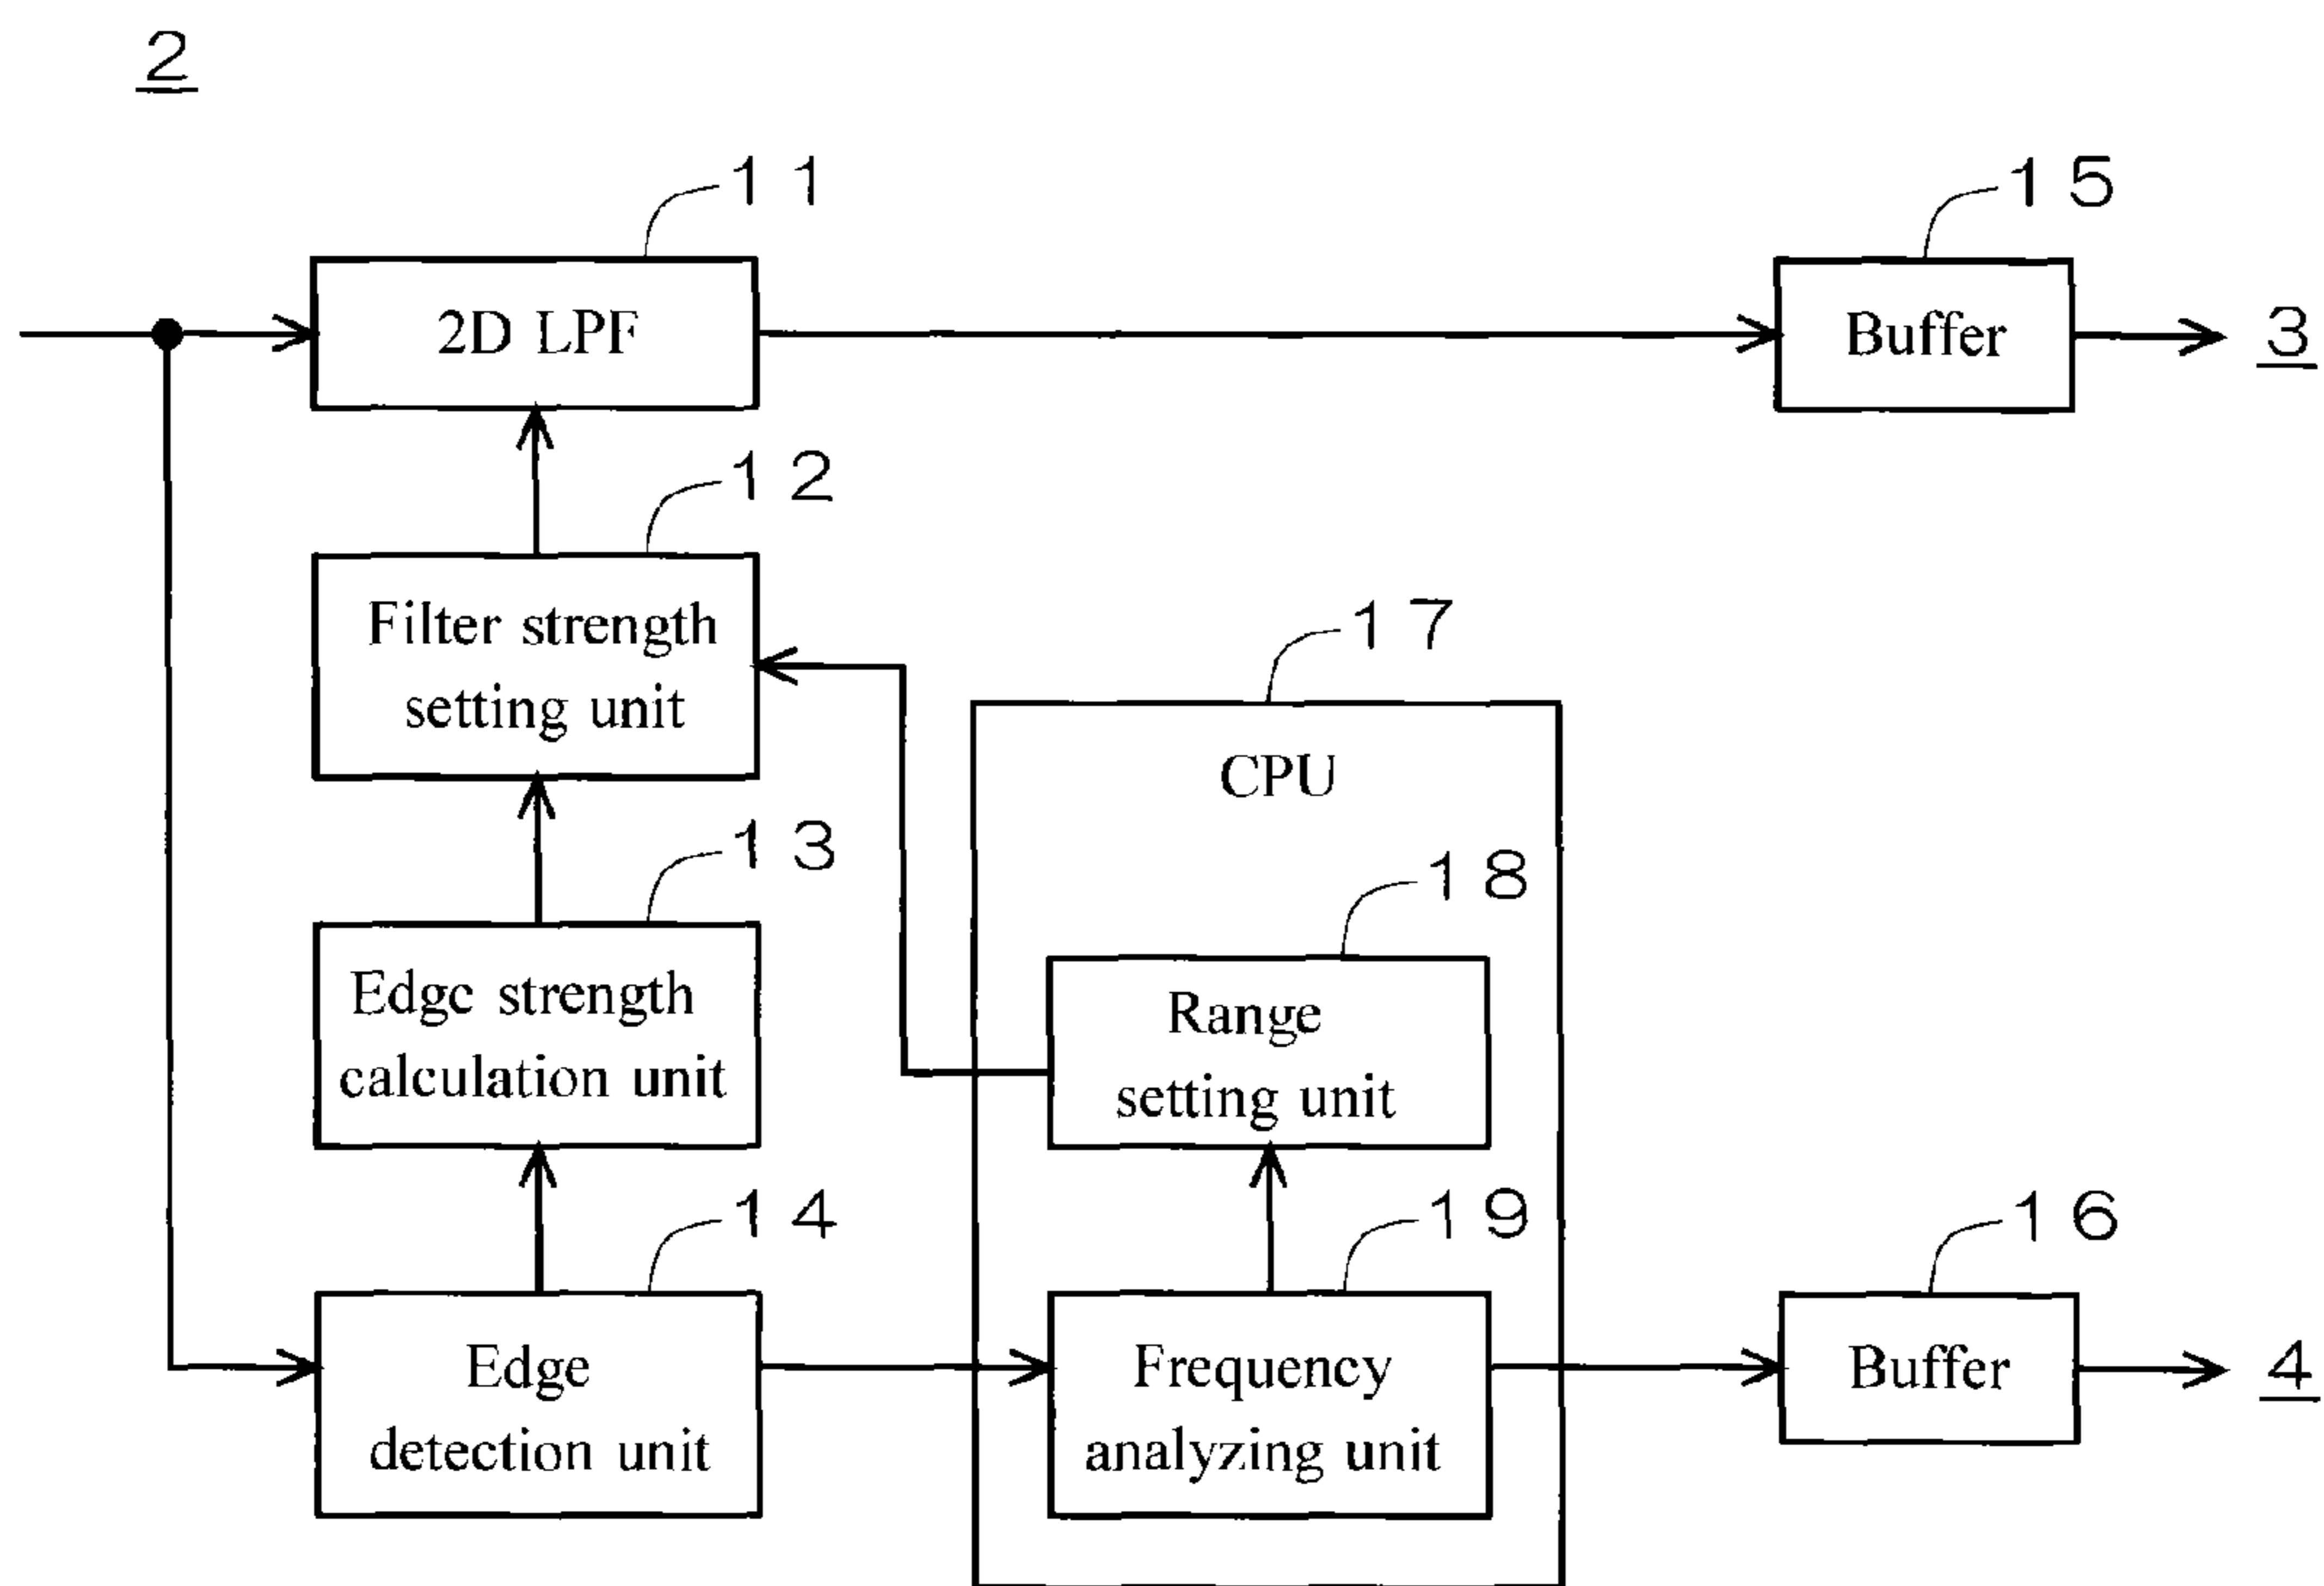 2
11
15
2D LPF
Buffer
3
12
Filter strength
setting unit
17
CPU
13
18
Edge strength
calculation unit
Range
setting unit
14
19
16
Edge
detection unit
Frequency
analyzing unit
Buffer
4